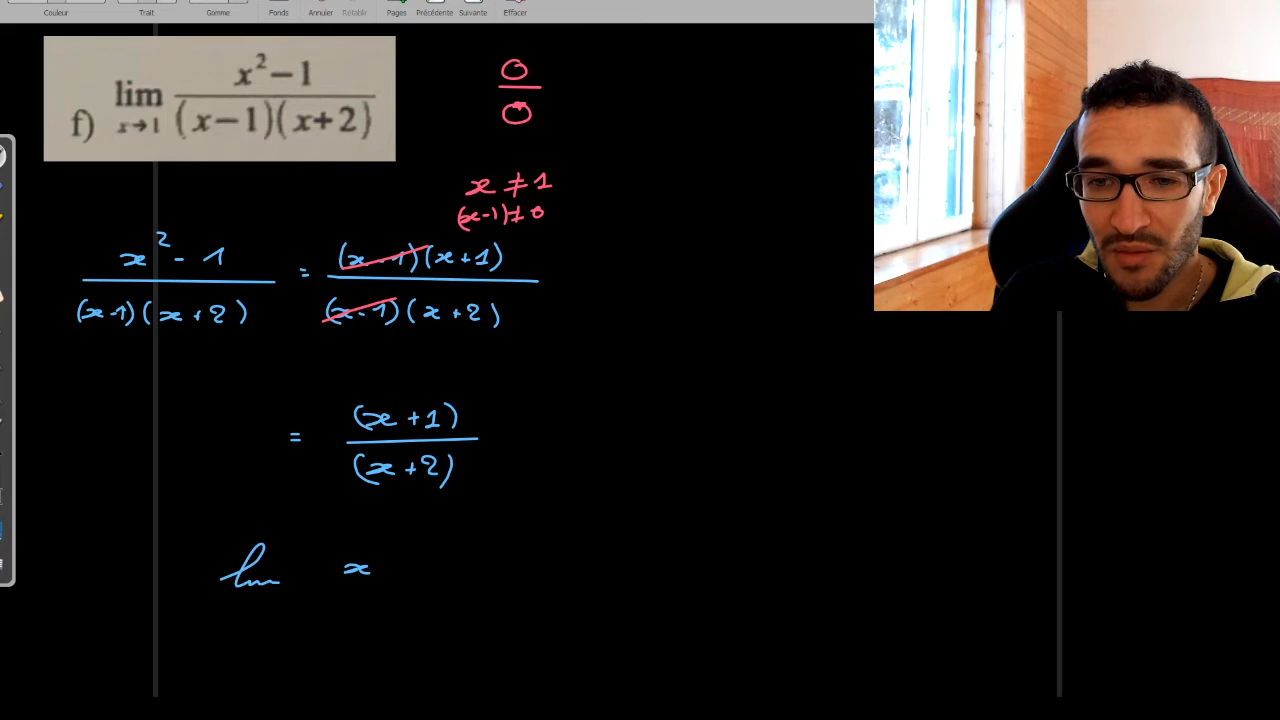 Couleur Trait Gomme Fonds Annuler Rétablir Pages Précédente Suivante Effacer
f) lim x→1 x²−1 / (x−1)(x+2)
0 / 0
x ≠ 1
(x-1)≠0
x² - 1 / (x-1)(x+2) = (x-1)(x+1) / (x-1)(x+2)
= (x+1) / (x+2)
lim x